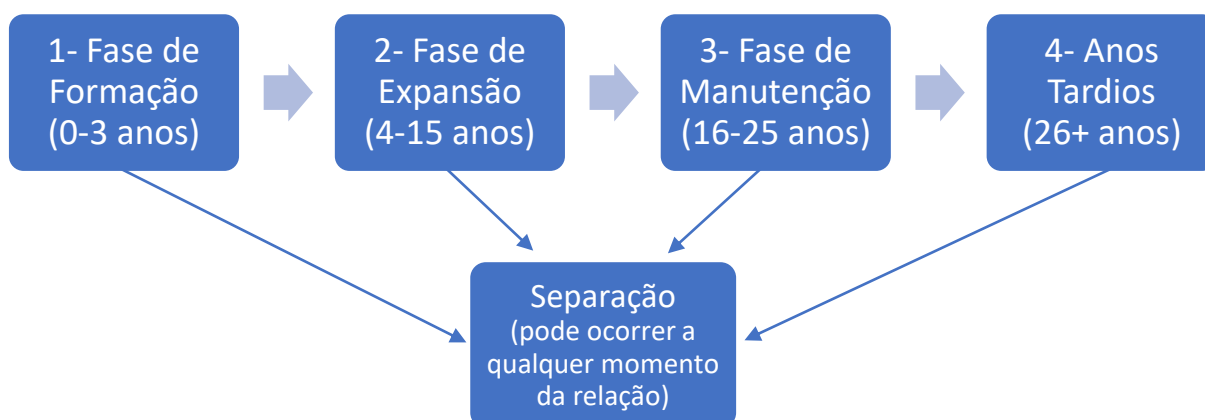 1- Fase de
Formação
(0-3 anos)
2- Fase de
Expansão
(4-15 anos)
3- Fase de
Manutenção
(16-25 anos)
4- Anos
Tardios
(26+ anos)
Separação
(pode ocorrer a
qualquer momento
da relação)